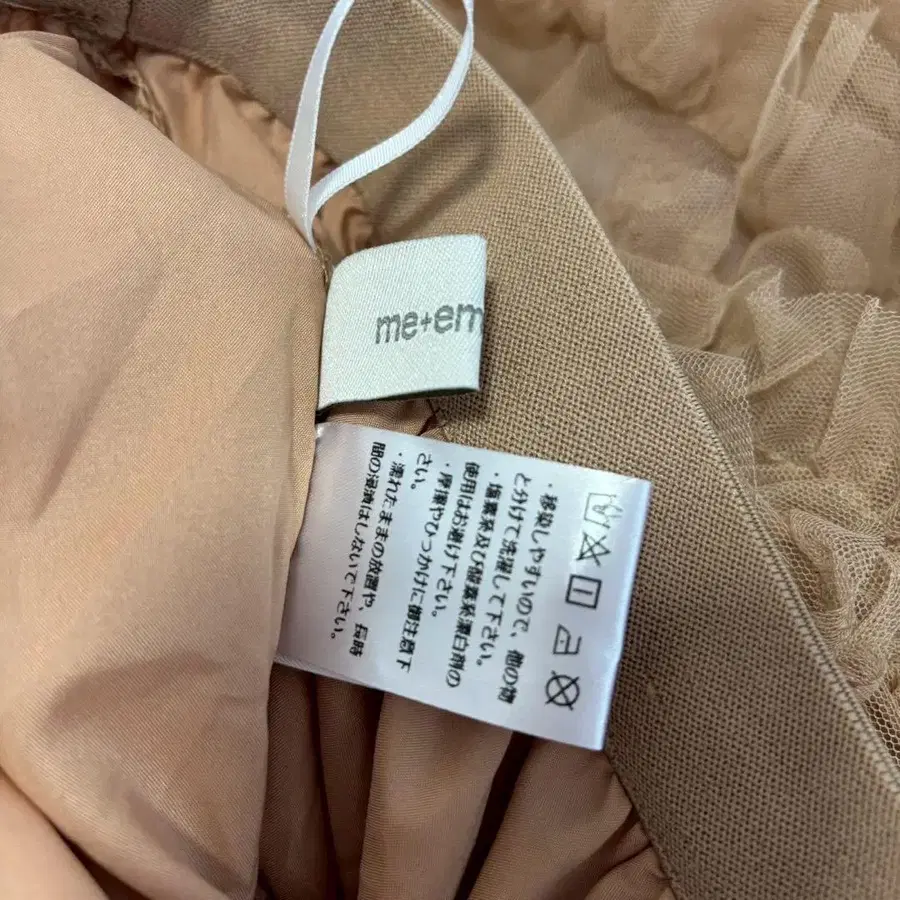 me+em
・移染しやすいので、他の物
と分けて洗濯して下さい。
・塩素系及び酸素系漂白剤の
使用はお避け下さい。
・摩擦やひっつかけに御注意下
さい。
・濡れたままの放置や、長時
間の浸漬はしないで下さい。